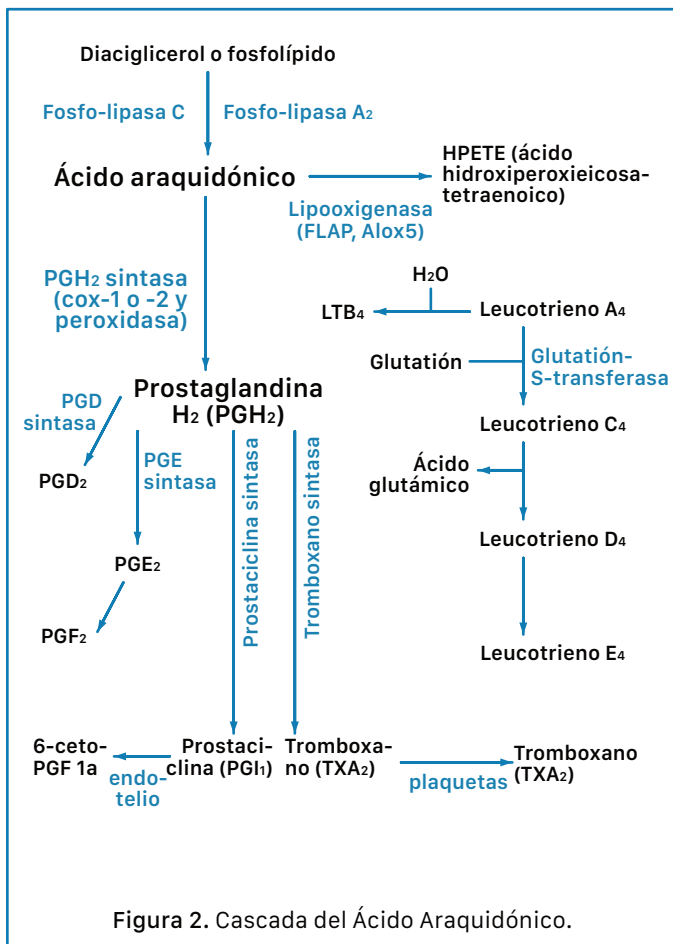 Diaciglicerol o fosfolípido
Fosfo-lipasa C
Fosfo-lipasa A₂
Ácido araquidónico
HPETE (ácido
hidroxiperoxieicosa-
tetraenoico)
Lipooxigenasa
(FLAP, Alox5)
PGH₂ sintasa
(cox-1 o -2 y
peroxidasa)
H₂O
LTB₄
Leucotrieno A₄
Glutatión
Glutatión-
S-transferasa
Prostaglandina
H₂ (PGH₂)
PGD
sintasa
PGD₂
PGE
sintasa
PGE₂
PGF₂
Prostaciclina sintasa
Tromboxano sintasa
Leucotrieno C₄
Ácido
glutámico
Leucotrieno D₄
Leucotrieno E₄
6-ceto-
PGF 1a
endo-
telio
Prostaci-
clina (PGI₁)
Tromboxa-
no (TXA₂)
plaquetas
Tromboxano
(TXA₂)
Figura 2. Cascada del Ácido Araquidónico.